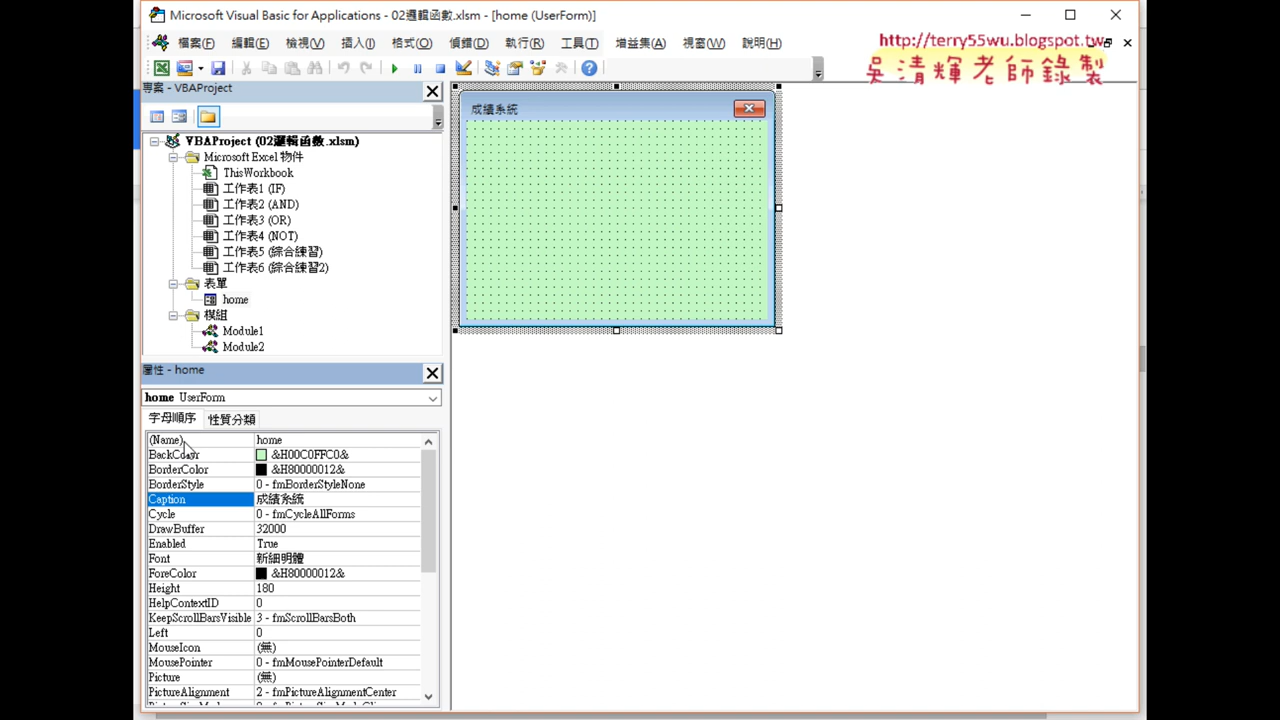 Microsoft Visual Basic for Applications - 02邏輯函數.xlsm - [home (UserForm)]
檔案(F) 編輯(E) 檢視(V) 插入(I) 格式(O) 偵錯(D) 執行(R) 工具(T) 增益集(A) 視窗(W) 說明(H)
http://terry55wu.blogspot.tw
吳清輝老師錄製
專案 - VBAProject
VBAProject (02邏輯函數.xlsm)
Microsoft Excel 物件
ThisWorkbook
工作表1 (IF)
工作表2 (AND)
工作表3 (OR)
工作表4 (NOT)
工作表5 (綜合練習)
工作表6 (綜合練習2)
表單
home
模組
Module1
Module2
成績系統
屬性 - home
home UserForm
字母順序 性質分類
(Name) home
BackColor &H00C0FFC0&
BorderColor &H80000012&
BorderStyle 0 - fmBorderStyleNone
Caption 成績系統
Cycle 0 - fmCycleAllForms
DrawBuffer 32000
Enabled True
Font 新細明體
ForeColor &H80000012&
Height 180
HelpContextID 0
KeepScrollBarsVisible 3 - fmScrollBarsBoth
Left 0
MouseIcon (無)
MousePointer 0 - fmMousePointerDefault
Picture (無)
PictureAlignment 2 - fmPictureAlignmentCenter